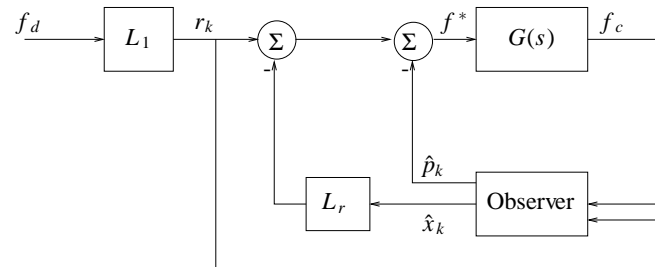 f_d
L_1
r_k
Σ
Σ
f*
G(s)
f_c
-
-
p̂_k
L_r
x̂_k
Observer